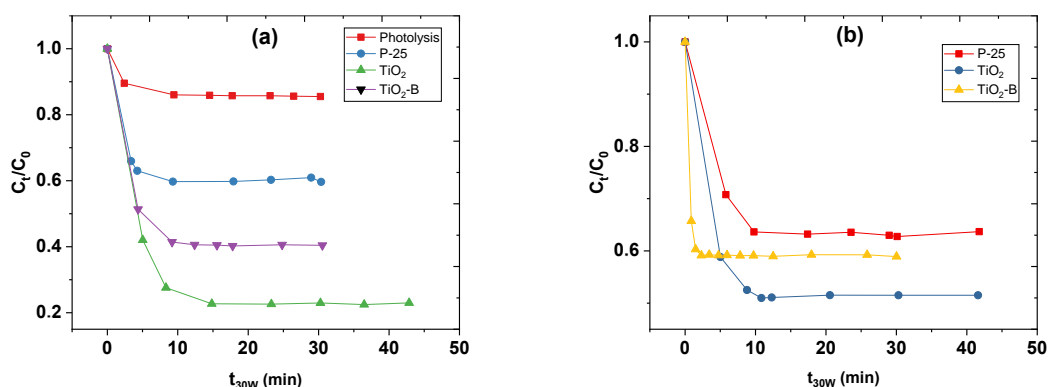 (a)
Photolysis
P-25
TiO₂
TiO₂-B
1.0
0.8
0.6
0.4
0.2
0 10 20 30 40 50
Cₜ/C₀
t₃₀W (min)
(b)
P-25
TiO₂
TiO₂-B
1.0
0.8
0.6
0 10 20 30 40 50
Cₜ/C₀
t₃₀W (min)